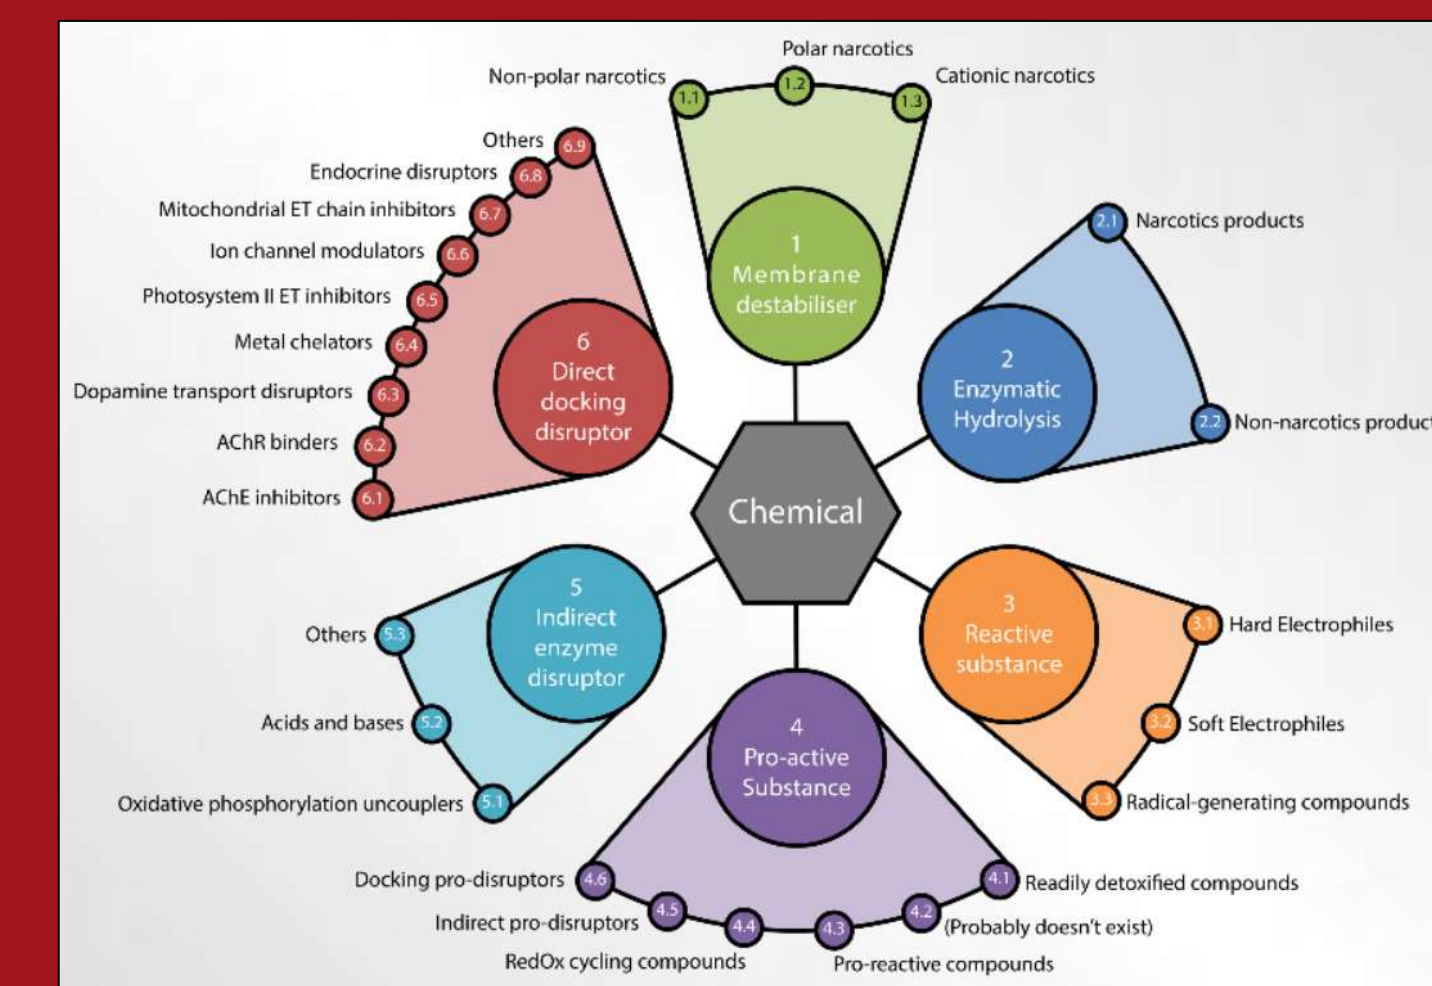 Polar narcotics
Non-polar narcotics
Cationic narcotics
1.1
1.2
1.3
1
Membrane
destabiliser
Narcotics products
2.1
Non-narcotics product
2.2
2
Enzymatic
Hydrolysis
Hard Electrophiles
3.1
Soft Electrophiles
3.2
Radical-generating compounds
3.3
3
Reactive
substance
4
Pro-active
Substance
4.1
Readily detoxified compounds
4.2
(Probably doesn't exist)
4.3
Pro-reactive compounds
4.4
RedOx cycling compounds
4.5
Indirect pro-disruptors
4.6
Docking pro-disruptors
5
Indirect
enzyme
disruptor
5.1
Oxidative phosphorylation uncouplers
5.2
Acids and bases
5.3
Others
6
Direct
docking
disruptor
6.1
AChE inhibitors
6.2
AChR binders
6.3
Dopamine transport disruptors
6.4
Metal chelators
6.5
Photosystem II ET inhibitors
6.6
Ion channel modulators
6.7
Mitochondrial ET chain inhibitors
6.8
Endocrine disruptors
6.9
Others
Chemical